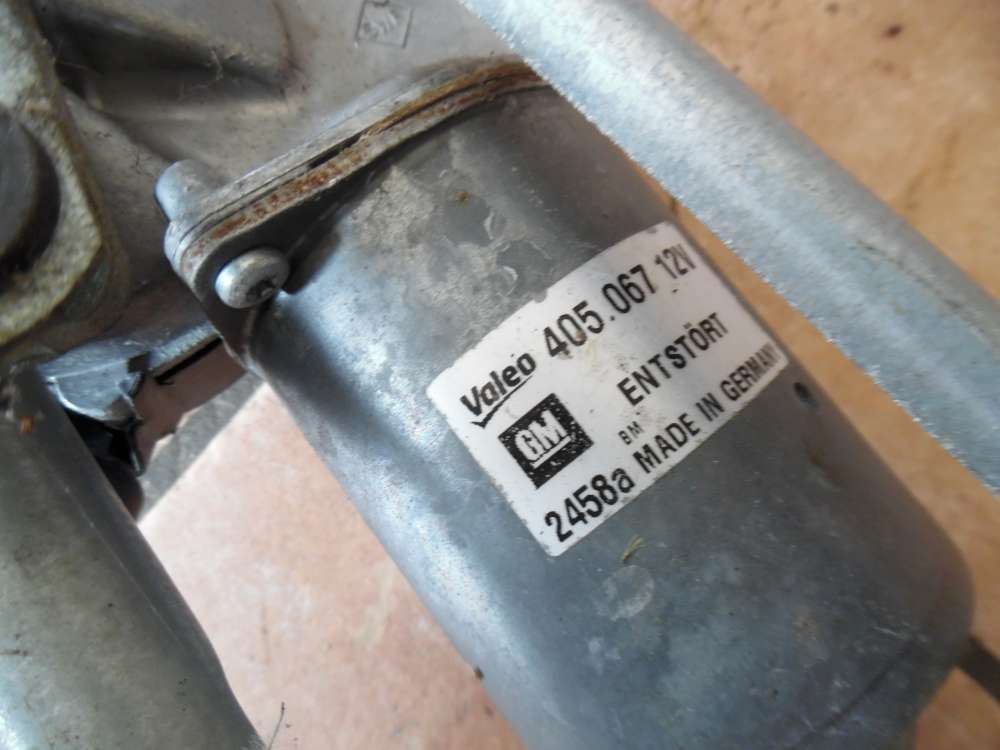 Valeo 405.067 12V
GM ENTSTÖRT
BM
2458a MADE IN GERMANY